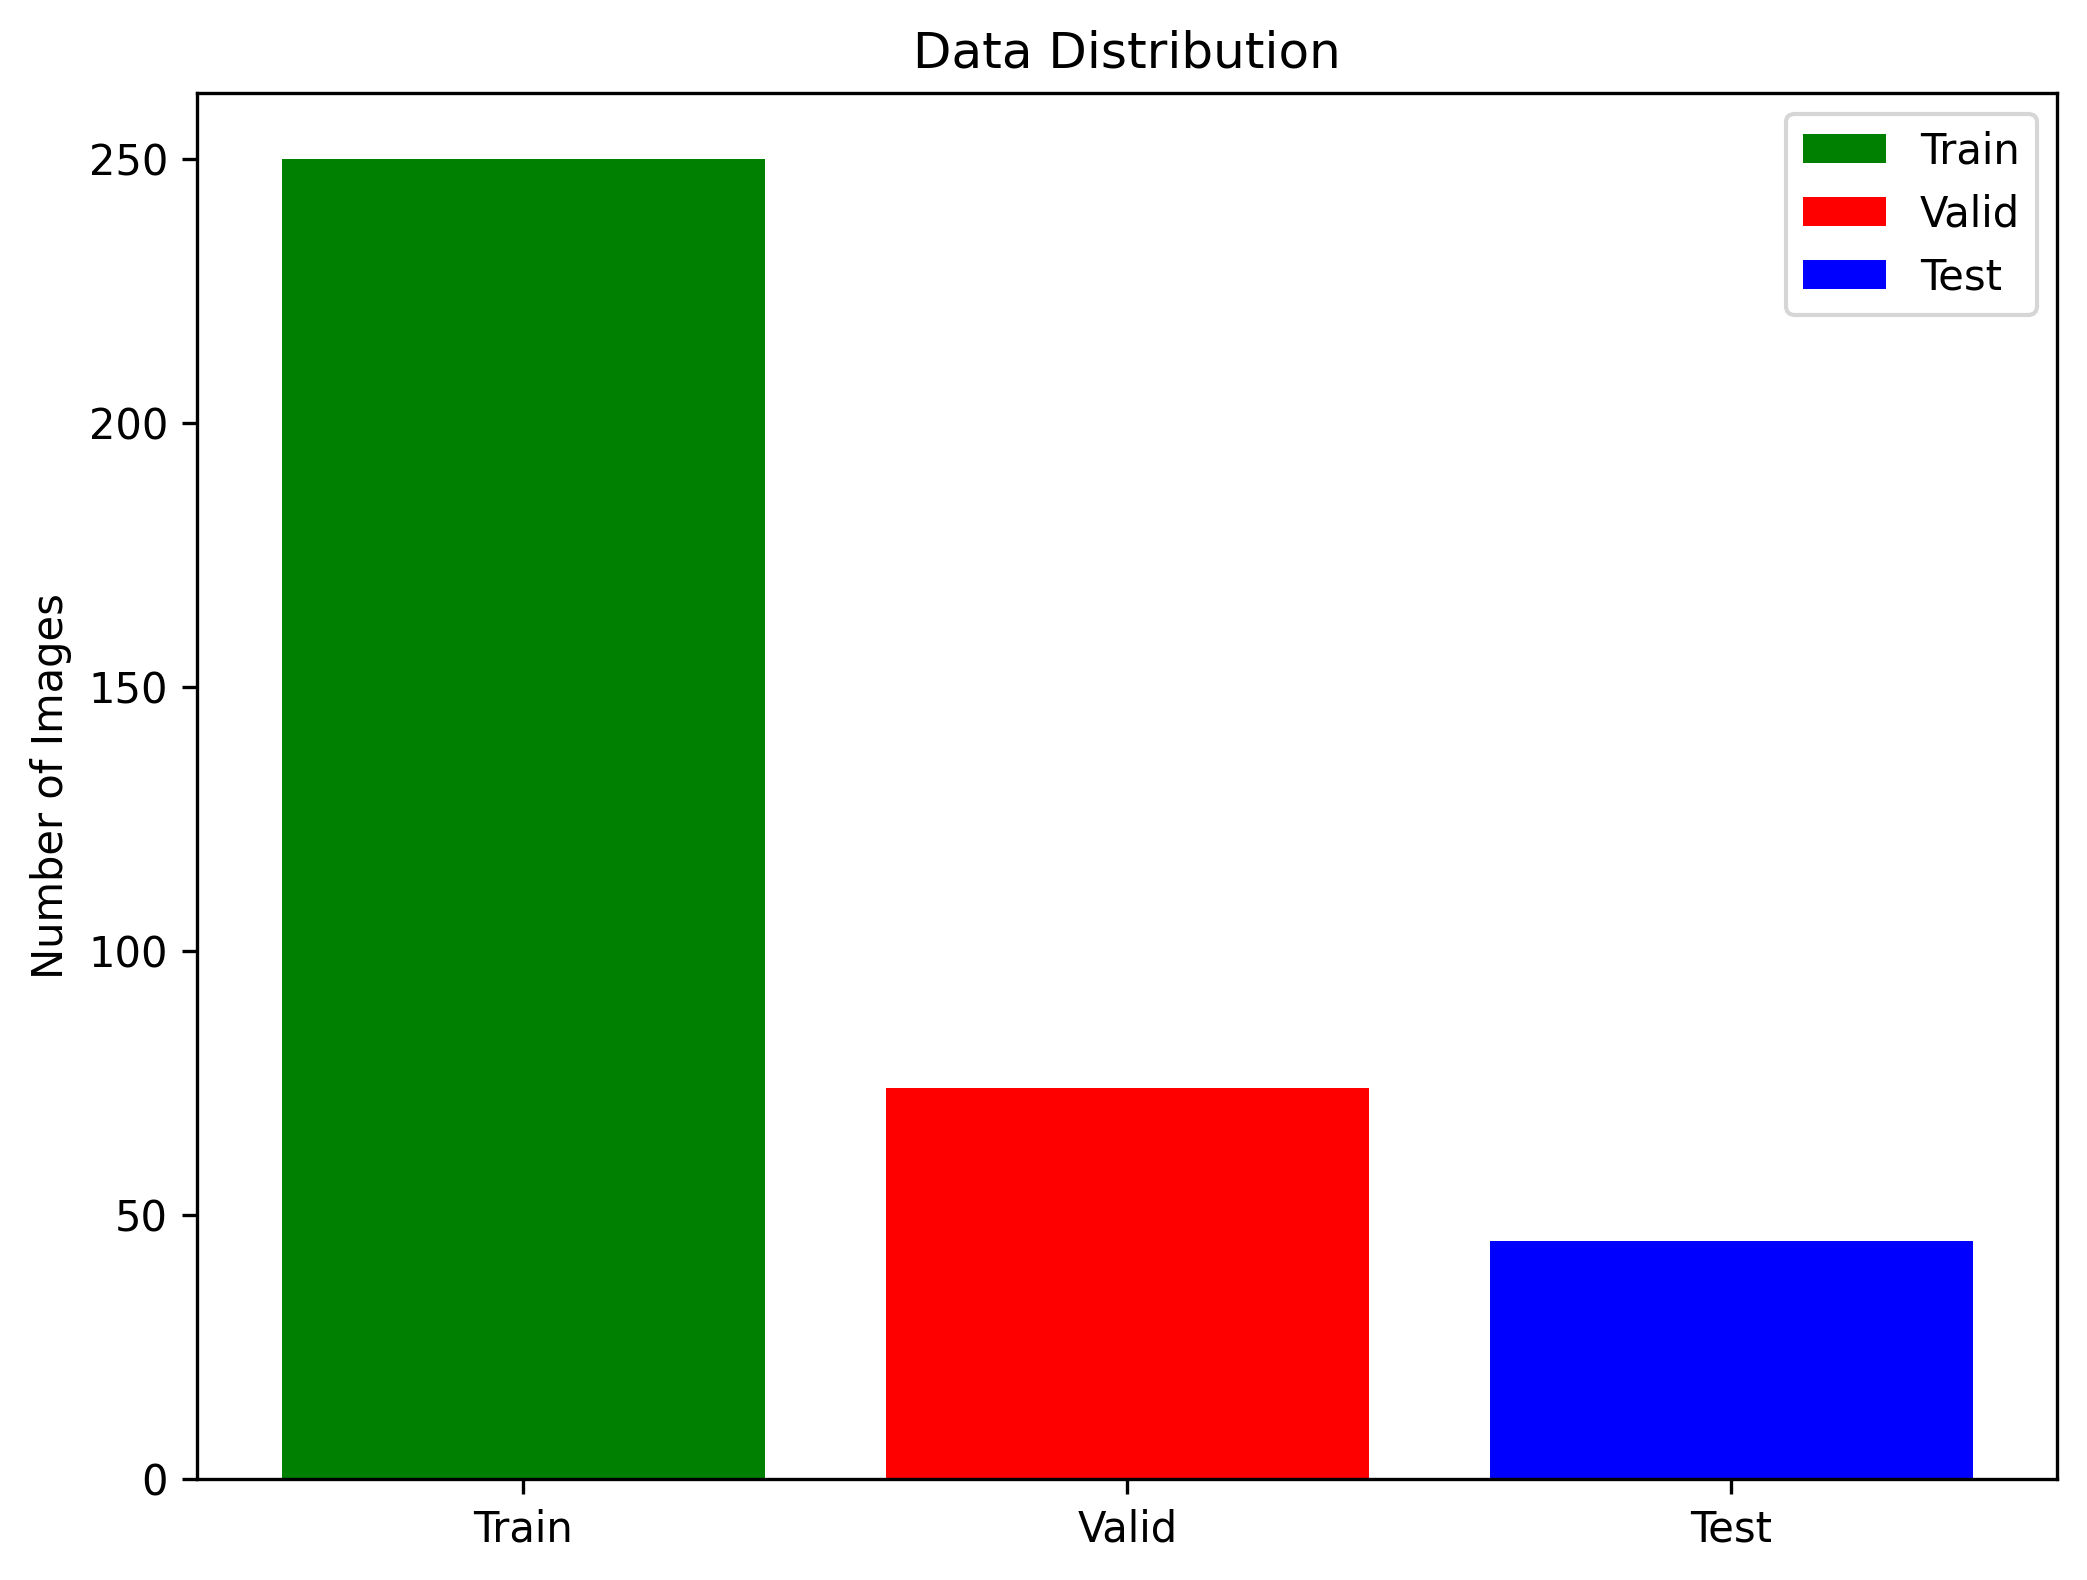 Data Distribution
Train
Valid
Test
250
200
150
100
50
0
Number of Images
Train
Valid
Test